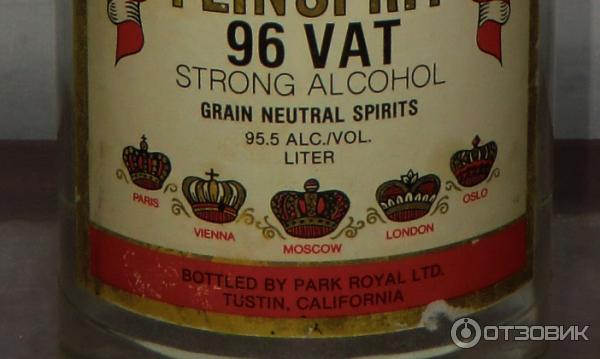 FEINSPRIT
96 VAT
STRONG ALCOHOL
GRAIN NEUTRAL SPIRITS
95.5 ALC./VOL.
LITER
PARIS
VIENNA
MOSCOW
LONDON
OSLO
BOTTLED BY PARK ROYAL LTD.
TUSTIN, CALIFORNIA
ОТЗОВИК